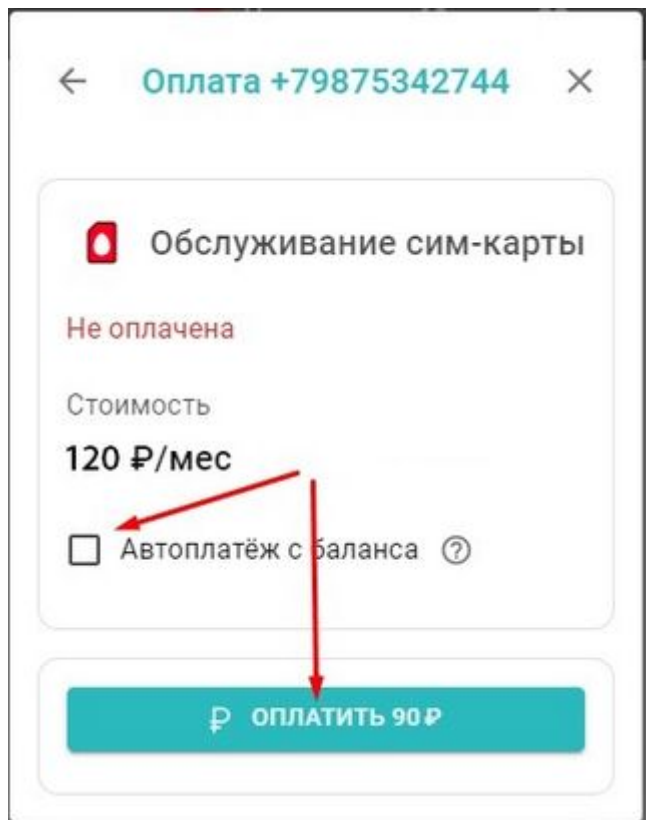 Оплата +79875342744
Обслуживание сим-карты
Не оплачена
Стоимость
120 ₽/мес
Автоплатёж с баланса ?
₽ ОПЛАТИТЬ 90 ₽